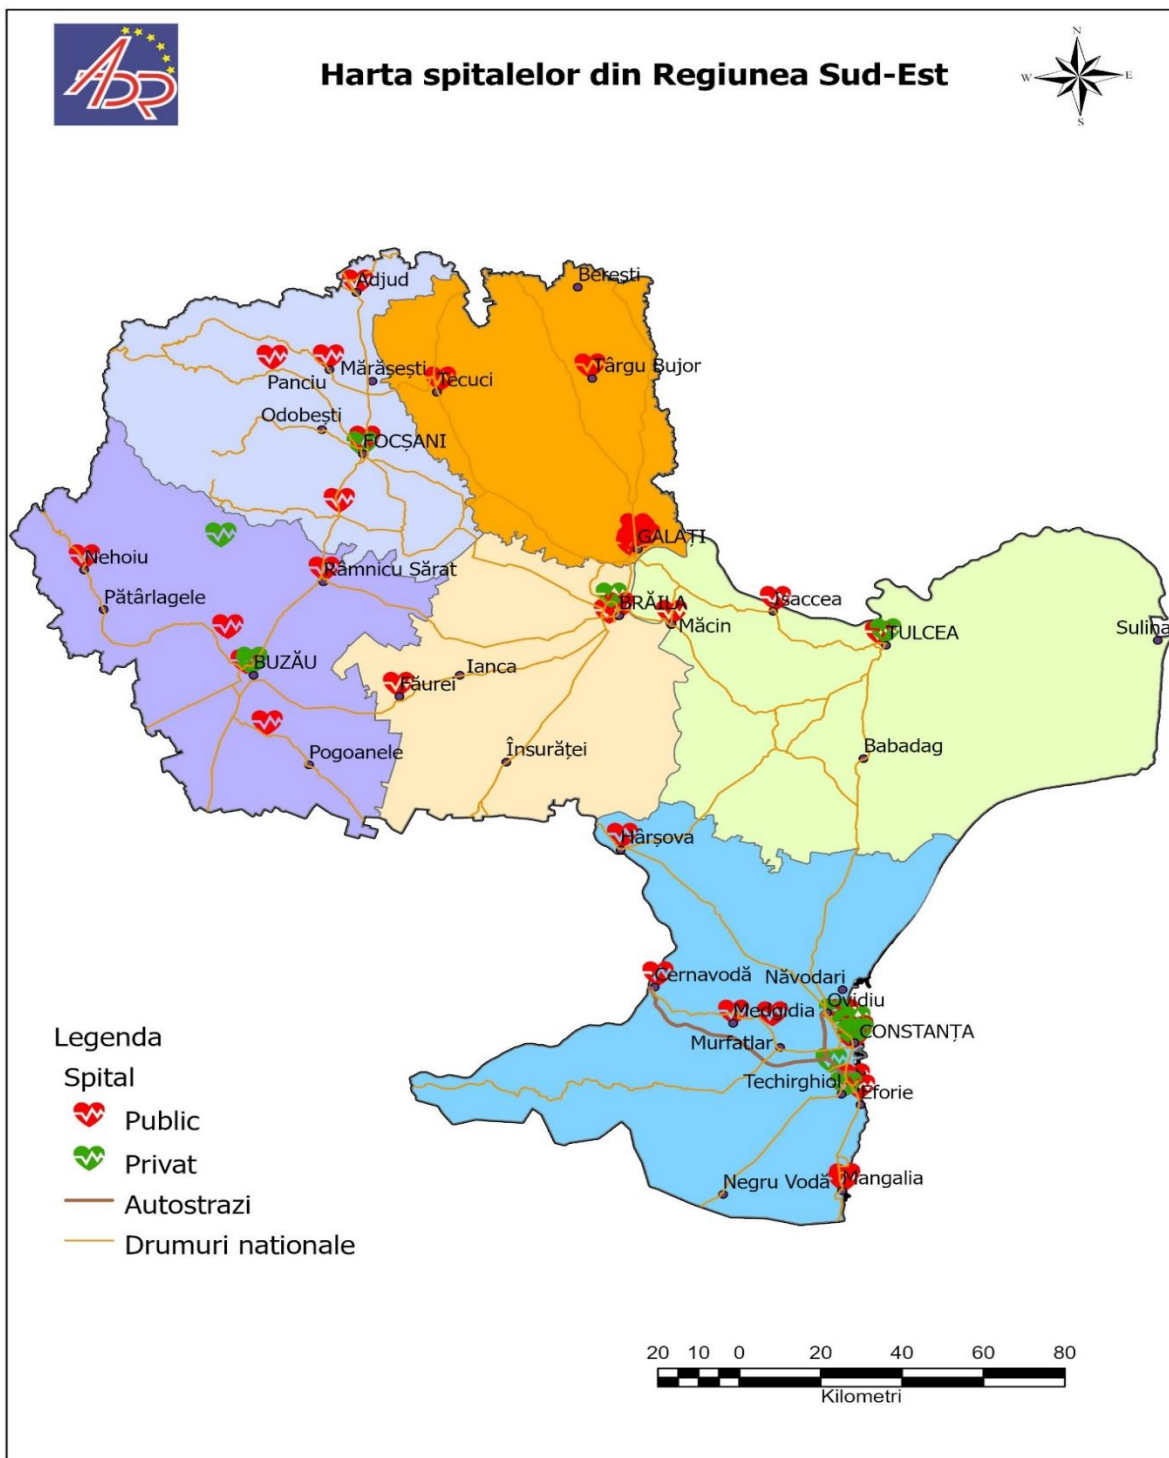 ADR
Harta spitalelor din Regiunea Sud-Est
N
W
E
S
Adjud
Berești
Panciu
Mărășești
Tecuci
Târgu Bujor
Odobești
FOCȘANI
GALAȚI
Nehoiu
Râmnicu Sărat
Pătârlagele
BRĂILA
Măcin
Isaccea
TULCEA
Sulina
BUZĂU
Făurei
Ianca
Pogoanele
Însurăței
Babadag
Hârșova
Cernavodă
Năvodari
Ovidiu
Medgidia
CONSTANȚA
Murfatlar
Techirghiol
Eforie
Negru Vodă
Mangalia
Legenda
Spital
Public
Privat
Autostrazi
Drumuri nationale
20 10 0 20 40 60 80
Kilometri